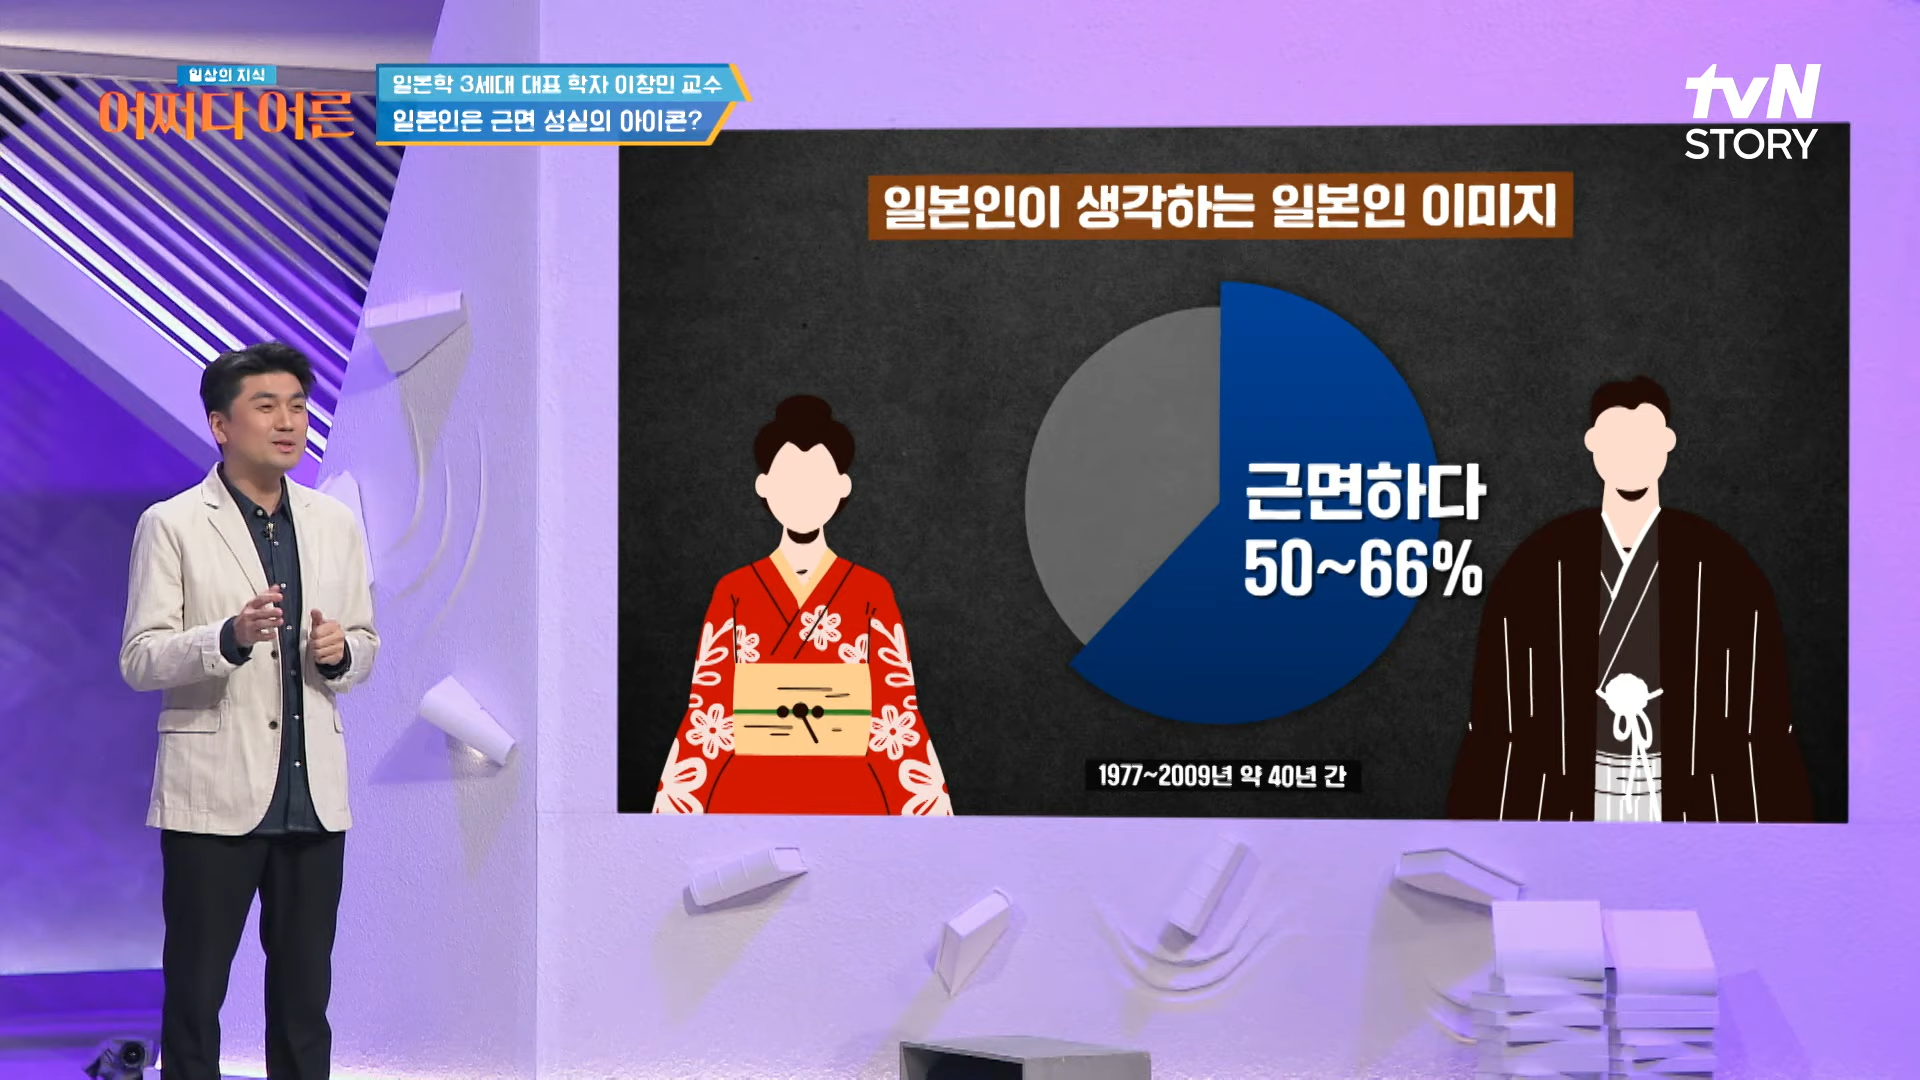 일상의 지식
어쩌다 어른
일본학 3세대 대표 학자 이창민 교수
일본인은 근면 성실의 아이콘?
tvN
STORY
일본인이 생각하는 일본인 이미지
근면하다
50~66%
1977~2009년 약 40년 간